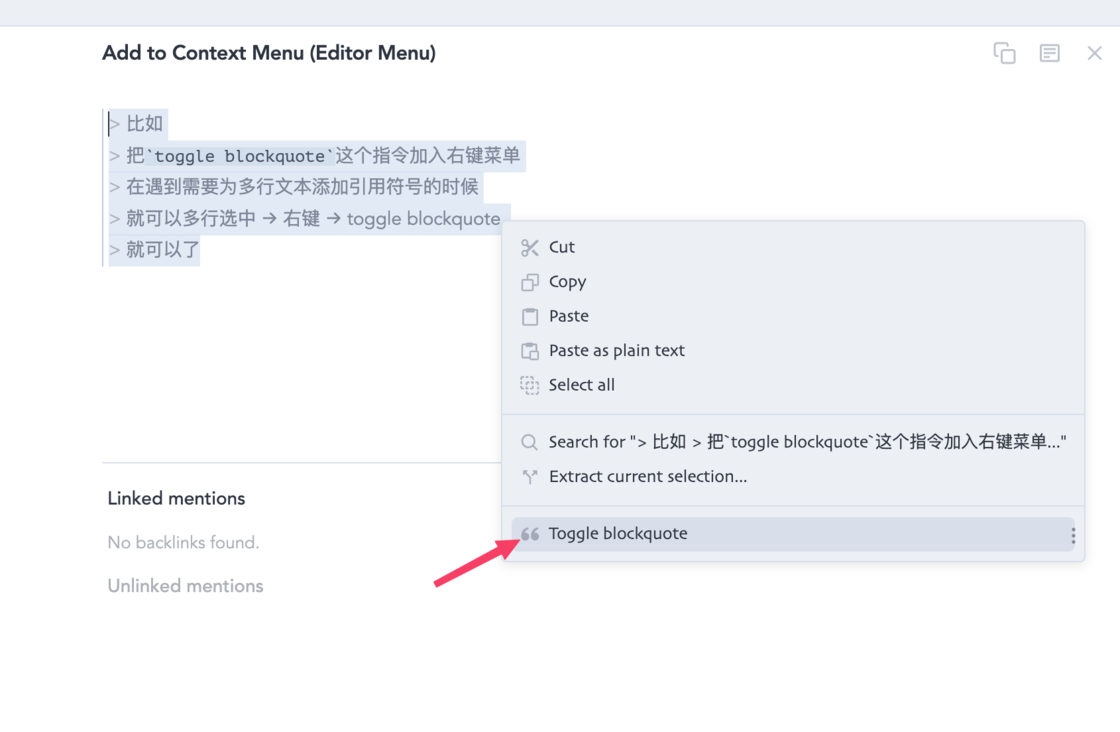 Add to Context Menu (Editor Menu)
> 比如
> 把`toggle blockquote`这个指令加入右键菜单
> 在遇到需要为多行文本添加引用符号的时候
> 就可以多行选中 → 右键 → toggle blockquote
> 就可以了
Cut
Copy
Paste
Paste as plain text
Select all
Search for "> 比如 > 把`toggle blockquote`这个指令加入右键菜单..."
Extract current selection...
Toggle blockquote
Linked mentions
No backlinks found.
Unlinked mentions